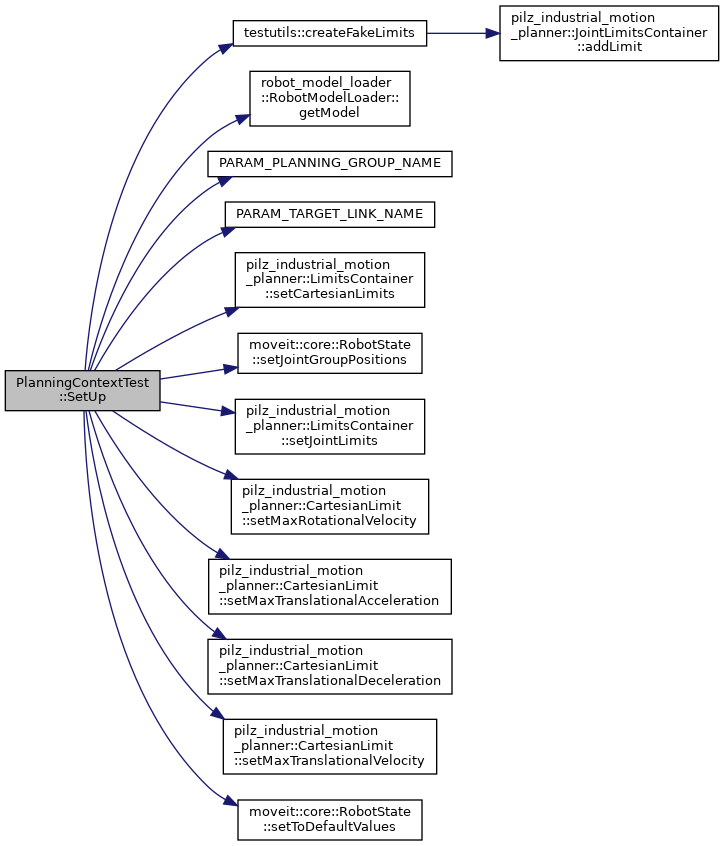 testutils::createFakeLimits
pilz_industrial_motion
_planner::JointLimitsContainer
::addLimit
robot_model_loader
::RobotModelLoader::
getModel
PARAM_PLANNING_GROUP_NAME
PARAM_TARGET_LINK_NAME
pilz_industrial_motion
_planner::LimitsContainer
::setCartesianLimits
moveit::core::RobotState
::setJointGroupPositions
PlanningContextTest
::SetUp
pilz_industrial_motion
_planner::LimitsContainer
::setJointLimits
pilz_industrial_motion
_planner::CartesianLimit
::setMaxRotationalVelocity
pilz_industrial_motion
_planner::CartesianLimit
::setMaxTranslationalAcceleration
pilz_industrial_motion
_planner::CartesianLimit
::setMaxTranslationalDeceleration
pilz_industrial_motion
_planner::CartesianLimit
::setMaxTranslationalVelocity
moveit::core::RobotState
::setToDefaultValues